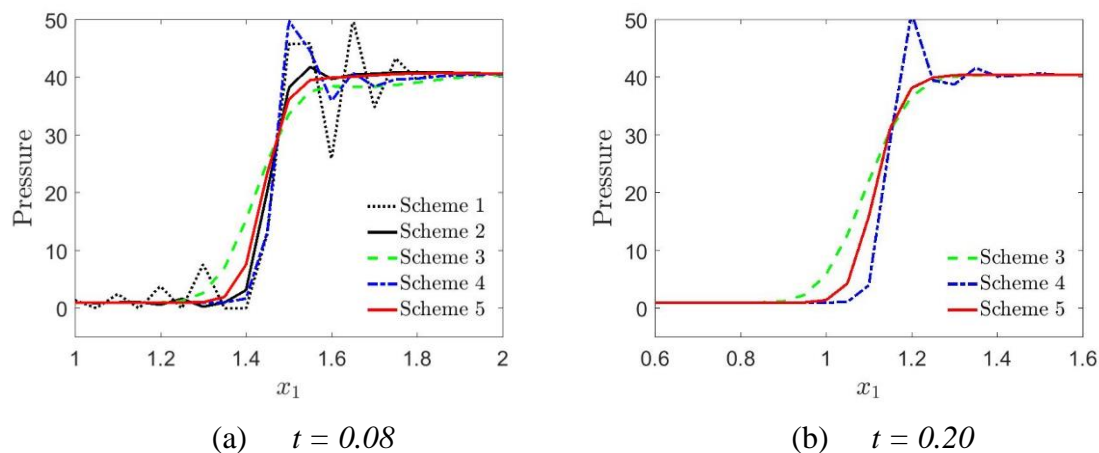 50
40
30
20
10
0
Pressure
Scheme 1
Scheme 2
Scheme 3
Scheme 4
Scheme 5
1 1.2 1.4 1.6 1.8 2
x₁
50
40
30
20
10
0
Pressure
Scheme 3
Scheme 4
Scheme 5
0.6 0.8 1 1.2 1.4 1.6
x₁
(a) t = 0.08
(b) t = 0.20